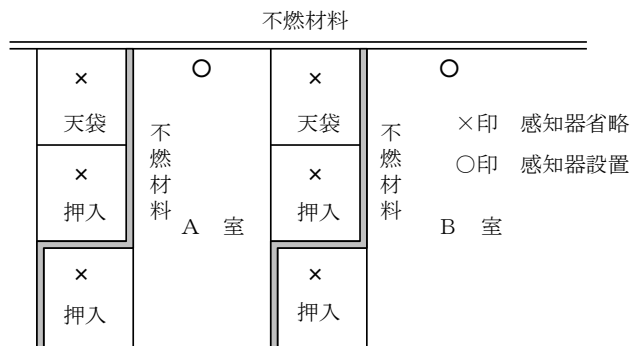 不燃材料
×
天袋
×
押入
×
押入
不燃材料
○
A 室
×
天袋
×
押入
×
押入
不燃材料
○
B 室
×印 感知器省略
○印 感知器設置